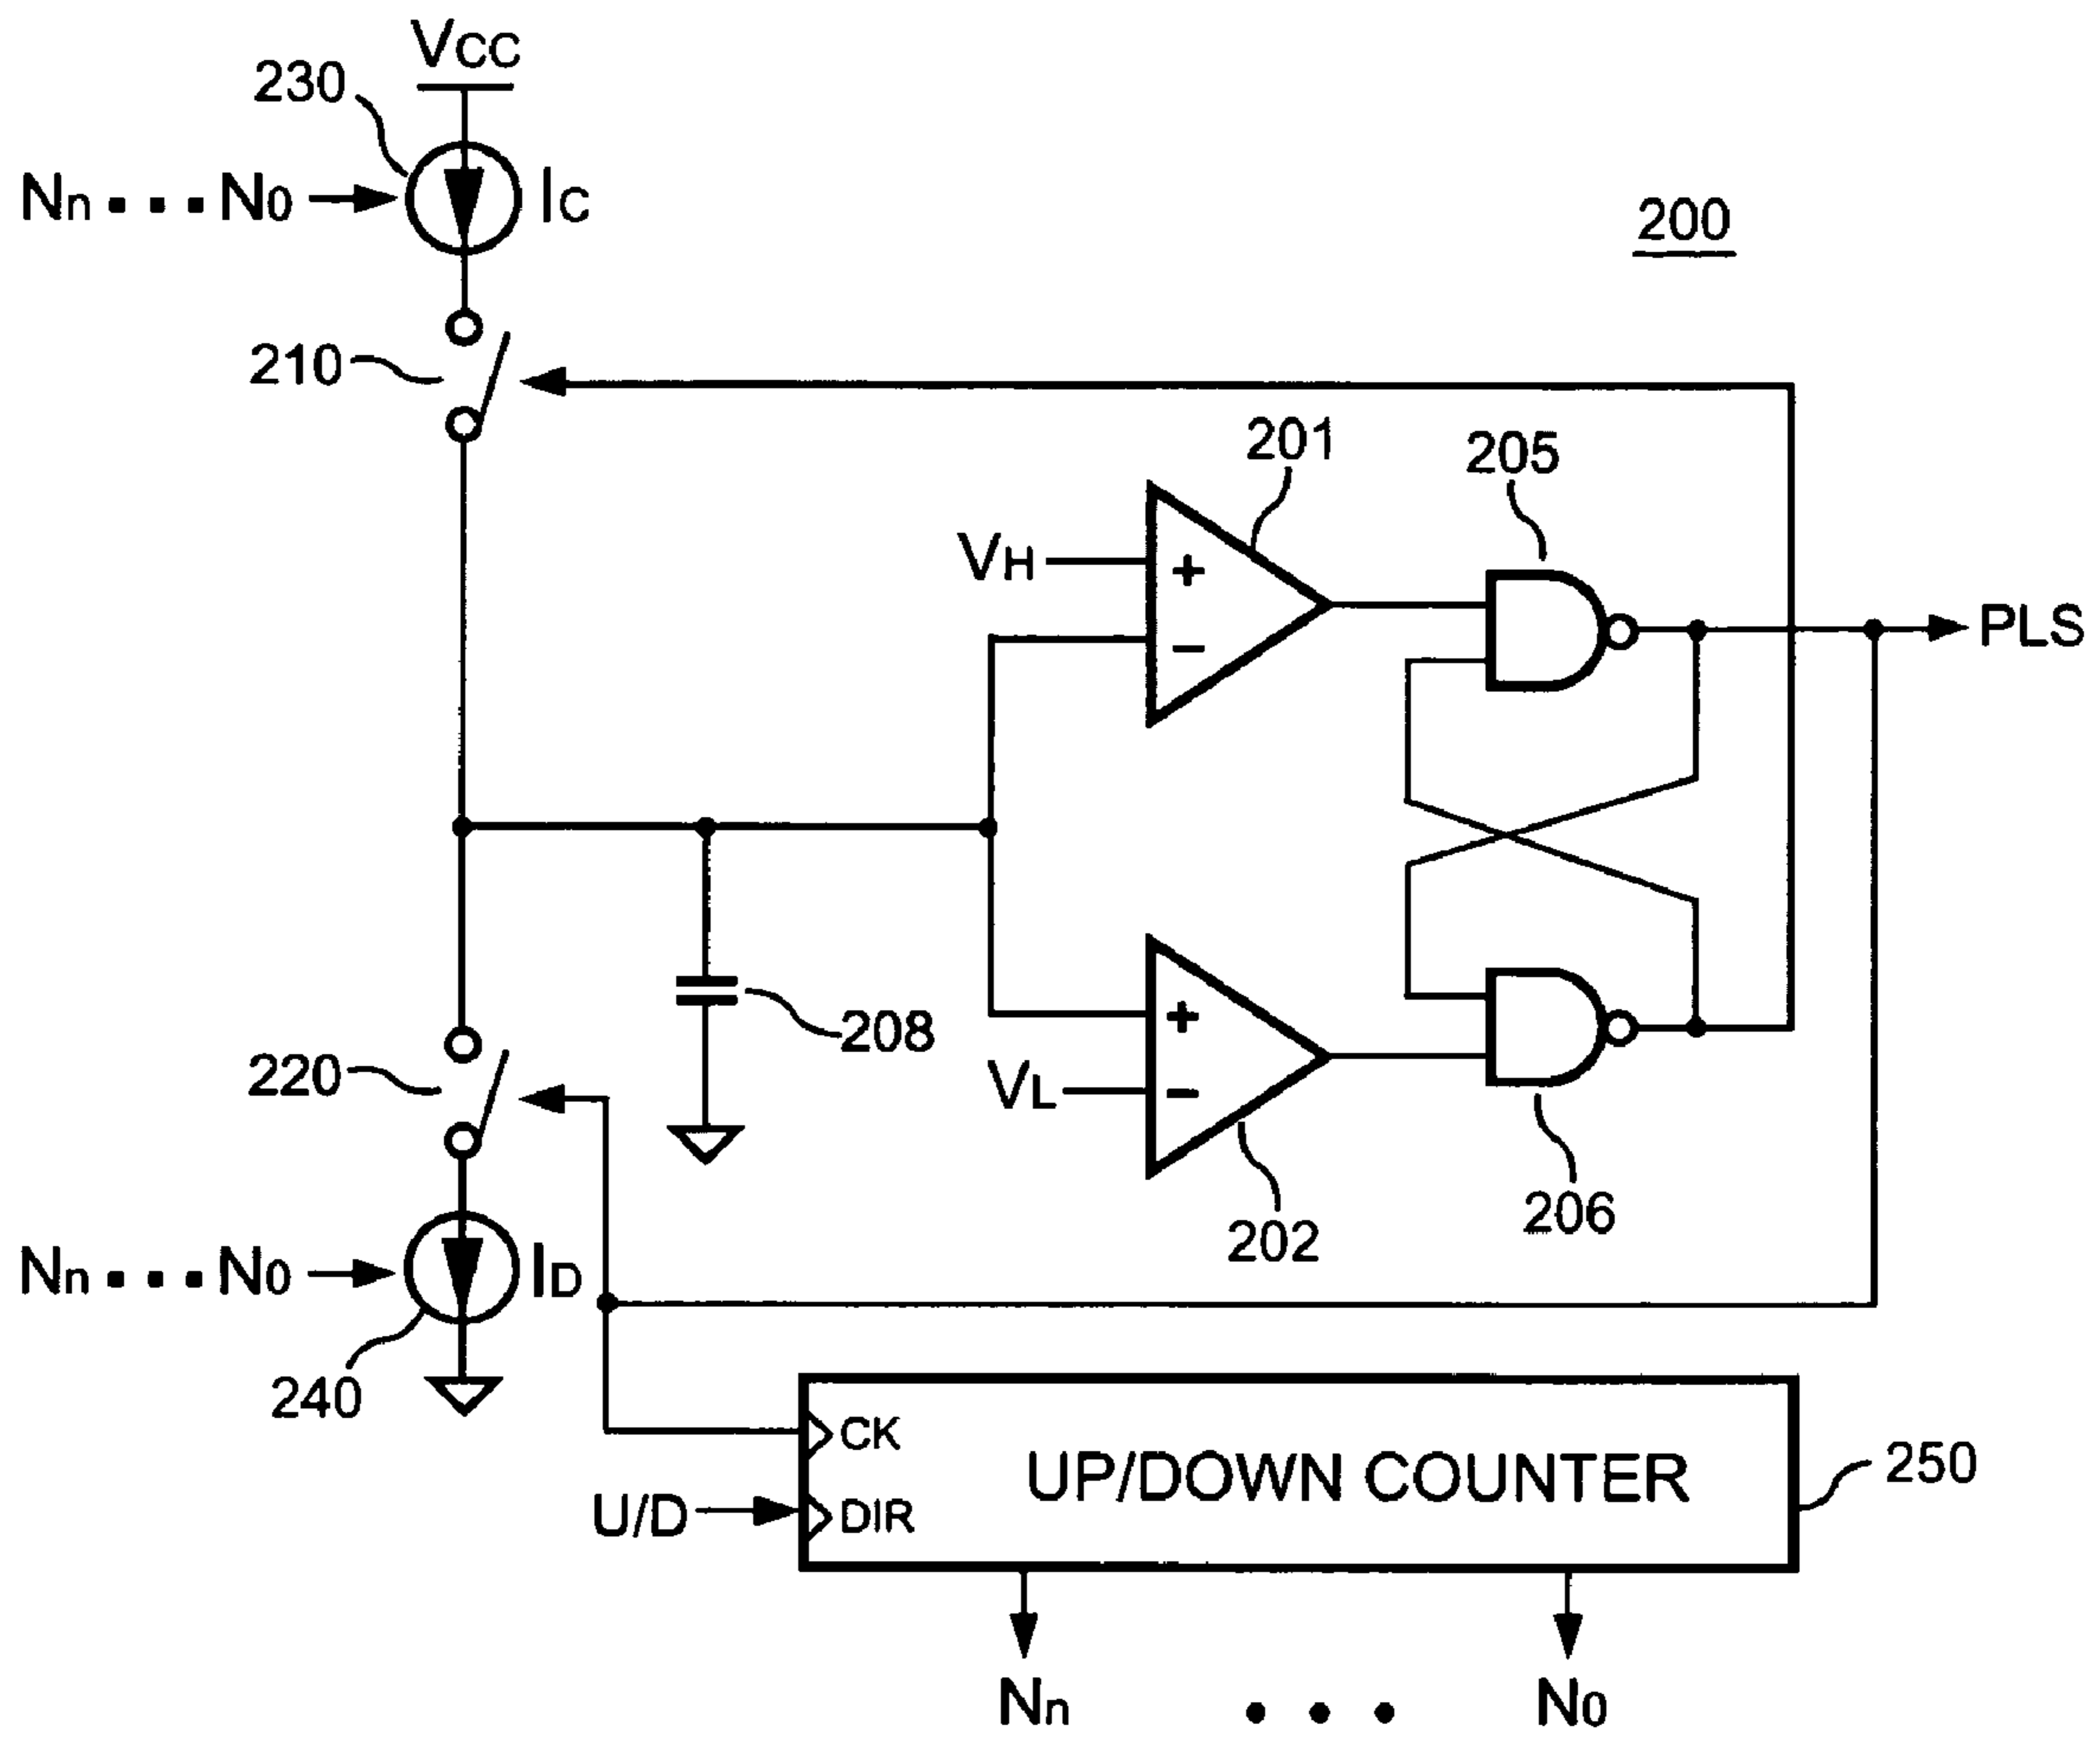 VCC
230
Nn ... N0
IC
200
210
201
205
VH
+
−
PLS
208
220
VL
+
−
202
206
Nn ... N0
ID
240
CK
UP/DOWN COUNTER
250
U/D
DIR
Nn ... N0